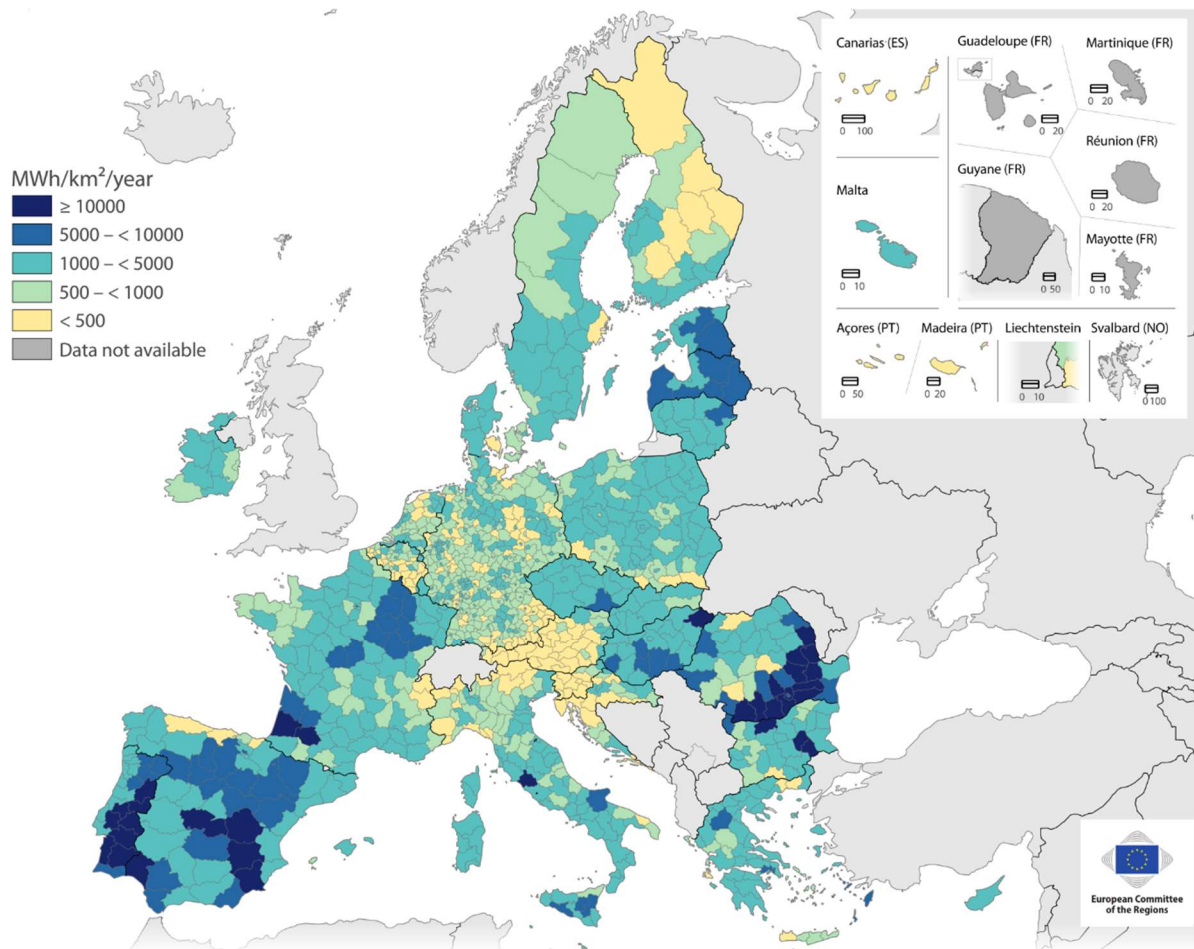 MWh/km²/year
≥ 10000
5000 – < 10000
1000 – < 5000
500 – < 1000
< 500
Data not available
Canarias (ES)
0 100
Guadeloupe (FR)
0 20
Martinique (FR)
0 20
Malta
0 10
Guyane (FR)
0 50
Réunion (FR)
0 20
Mayotte (FR)
0 10
Açores (PT)
0 50
Madeira (PT)
0 20
Liechtenstein
0 10
Svalbard (NO)
0 100
European Committee
of the Regions